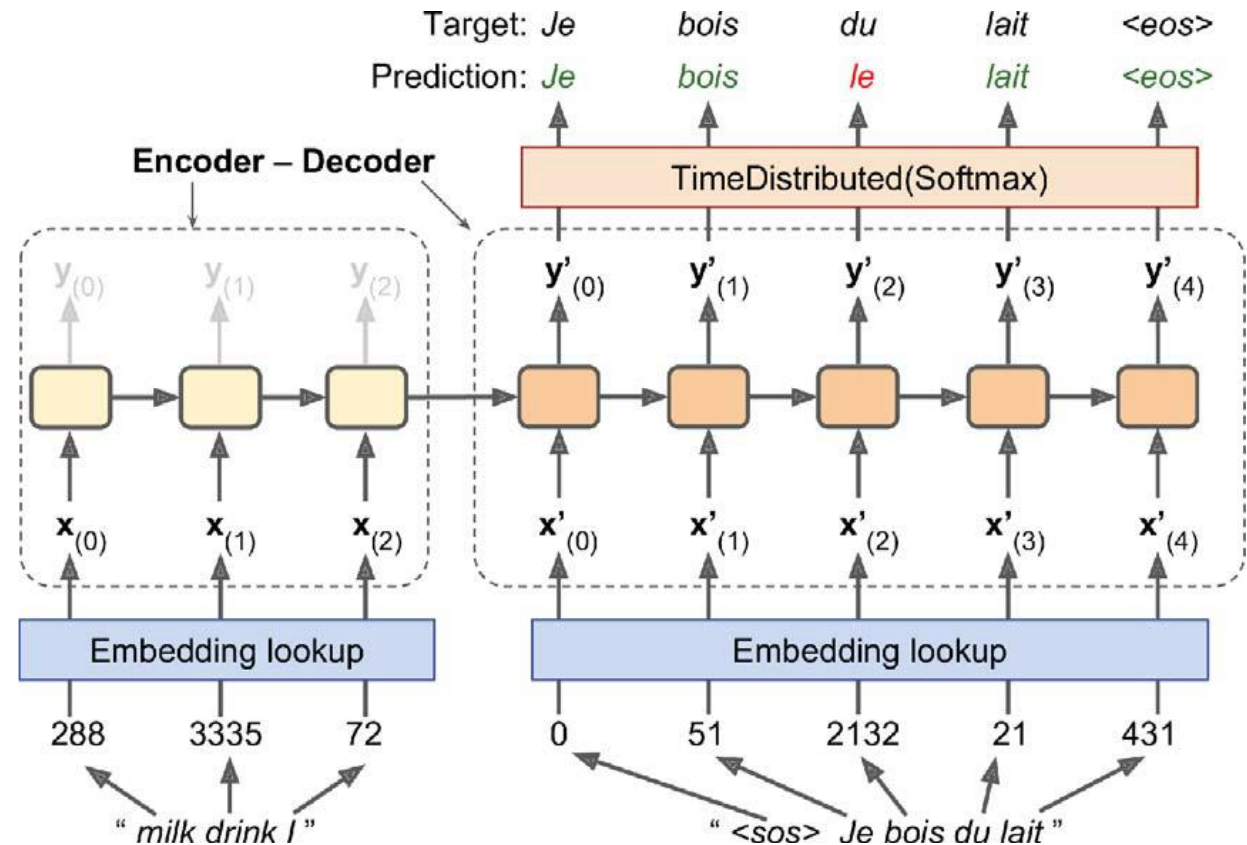 Target: Je bois du lait <eos>
Prediction: Je bois le lait <eos>
Encoder – Decoder
TimeDistributed(Softmax)
y(0) y(1) y(2) y’(0) y’(1) y’(2) y’(3) y’(4)
x(0) x(1) x(2) x’(0) x’(1) x’(2) x’(3) x’(4)
Embedding lookup Embedding lookup
288 3335 72 0 51 2132 21 431
“ milk drink I ” “ <sos> Je bois du lait ”